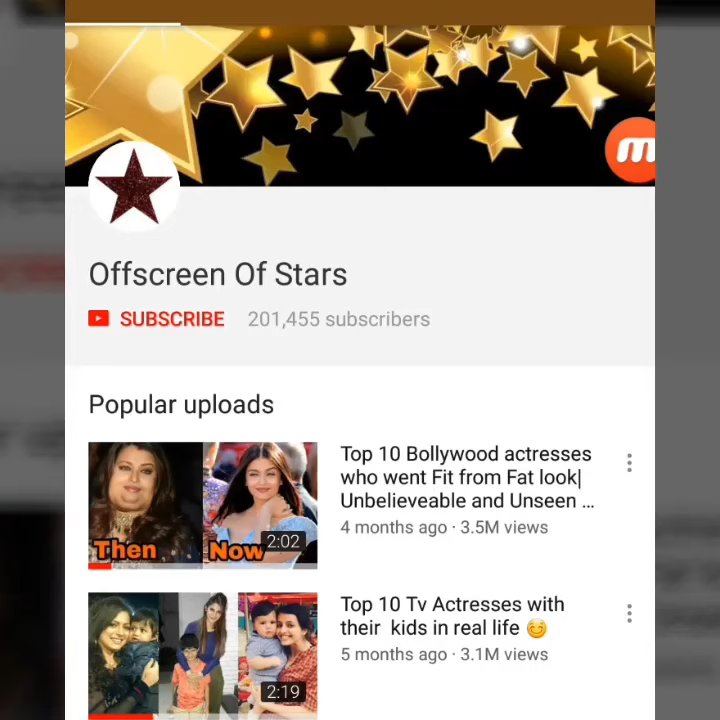 m
Offscreen Of Stars
SUBSCRIBE 201,455 subscribers
Popular uploads
Then Now 2:02
Top 10 Bollywood actresses
who went Fit from Fat look|
Unbelieveable and Unseen ...
4 months ago · 3.5M views
2:19
Top 10 Tv Actresses with
their kids in real life 😊
5 months ago · 3.1M views